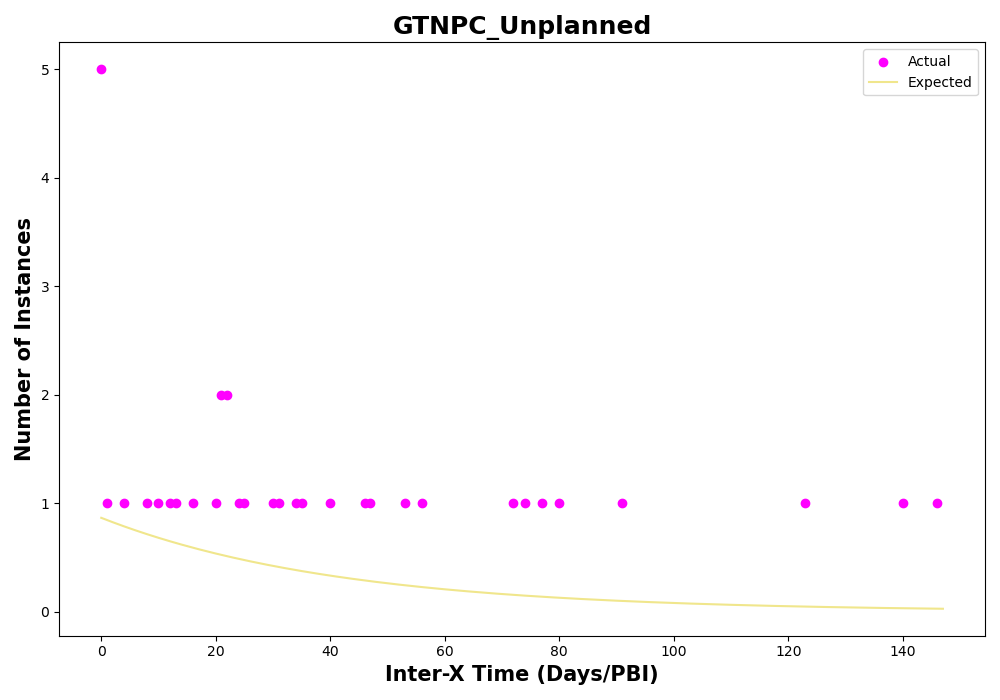 GTNPC_Unplanned
Actual
Expected
5
4
3
2
1
0
Number of Instances
0 20 40 60 80 100 120 140
Inter-X Time (Days/PBI)